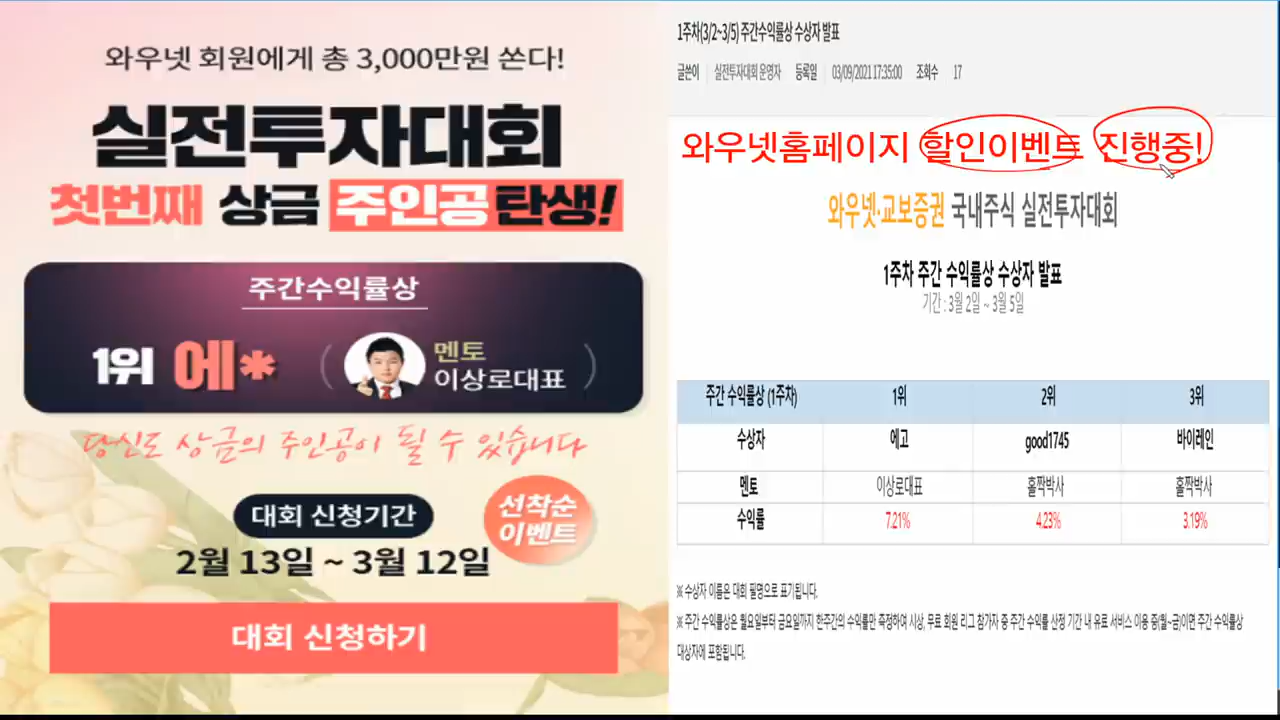 와우넷 회원에게 총 3,000만원 쏜다!
실전투자대회
첫번째 상금 주인공 탄생!
주간수익률상
1위 에* ( 멘토 이상로대표 )
당신도 상금의 주인공이 될 수 있습니다
선착순 이벤트
대회 신청기간
2월 13일 ~ 3월 12일
대회 신청하기
1주차(3/2~3/5) 주간수익률상 수상자 발표
글쓴이 실전투자대회 운영자 등록일 03/09/2021 17:35:00 조회수 17
와우넷홈페이지 할인이벤트 진행중!
와우넷·교보증권 국내주식 실전투자대회
1주차 주간 수익률상 수상자 발표
기간 : 3월 2일 ~ 3월 5일
주간 수익률상 (1주차) 1위 2위 3위
수상자 에고 good1745 바이레인
멘토 이상로대표 홀짝박사 홀짝박사
수익률 7.21% 4.23% 3.19%
※ 수상자 이름은 대회 필명으로 표기됩니다.
※ 주간 수익률상은 월요일부터 금요일까지 한주간의 수익률만 측정하여 시상, 무료 회원 리그 참가자 중 주간 수익률 산정 기간 내 유료 서비스 이용 중(월~금)이면 주간 수익률상
대상자에 포함됩니다.